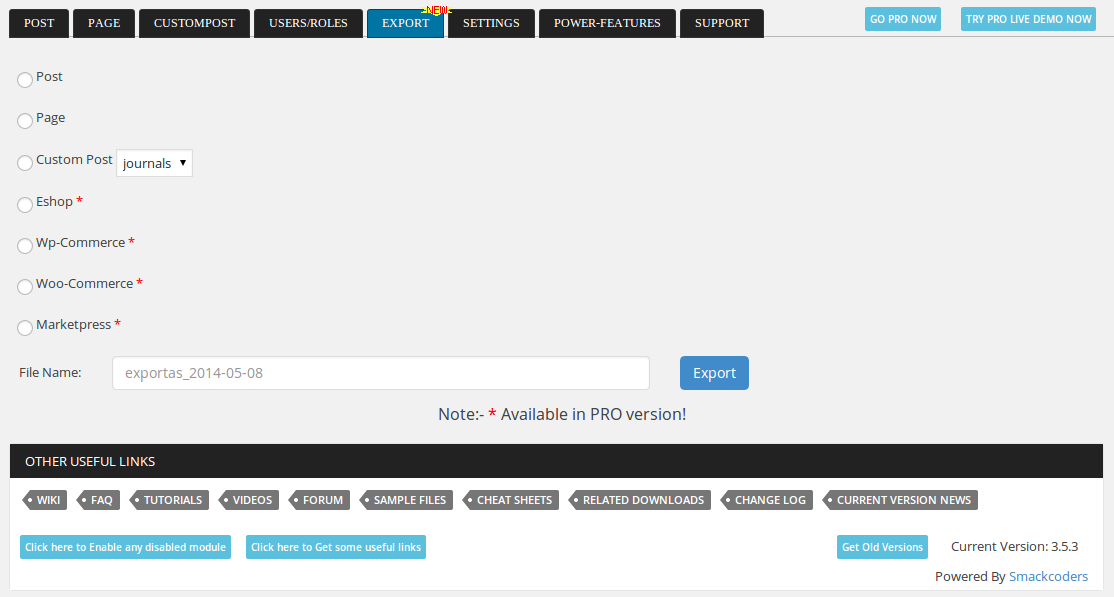 POST PAGE CUSTOMPOST USERS/ROLES EXPORT NEW SETTINGS POWER-FEATURES SUPPORT GO PRO NOW TRY PRO LIVE DEMO NOW
Post
Page
Custom Post journals
Eshop *
Wp-Commerce *
Woo-Commerce *
Marketpress *
File Name: exportas_2014-05-08 Export
Note:- * Available in PRO version!
OTHER USEFUL LINKS
WIKI FAQ TUTORIALS VIDEOS FORUM SAMPLE FILES CHEAT SHEETS RELATED DOWNLOADS CHANGE LOG CURRENT VERSION NEWS
Click here to Enable any disabled module Click here to Get some useful links Get Old Versions Current Version: 3.5.3
Powered By Smackcoders